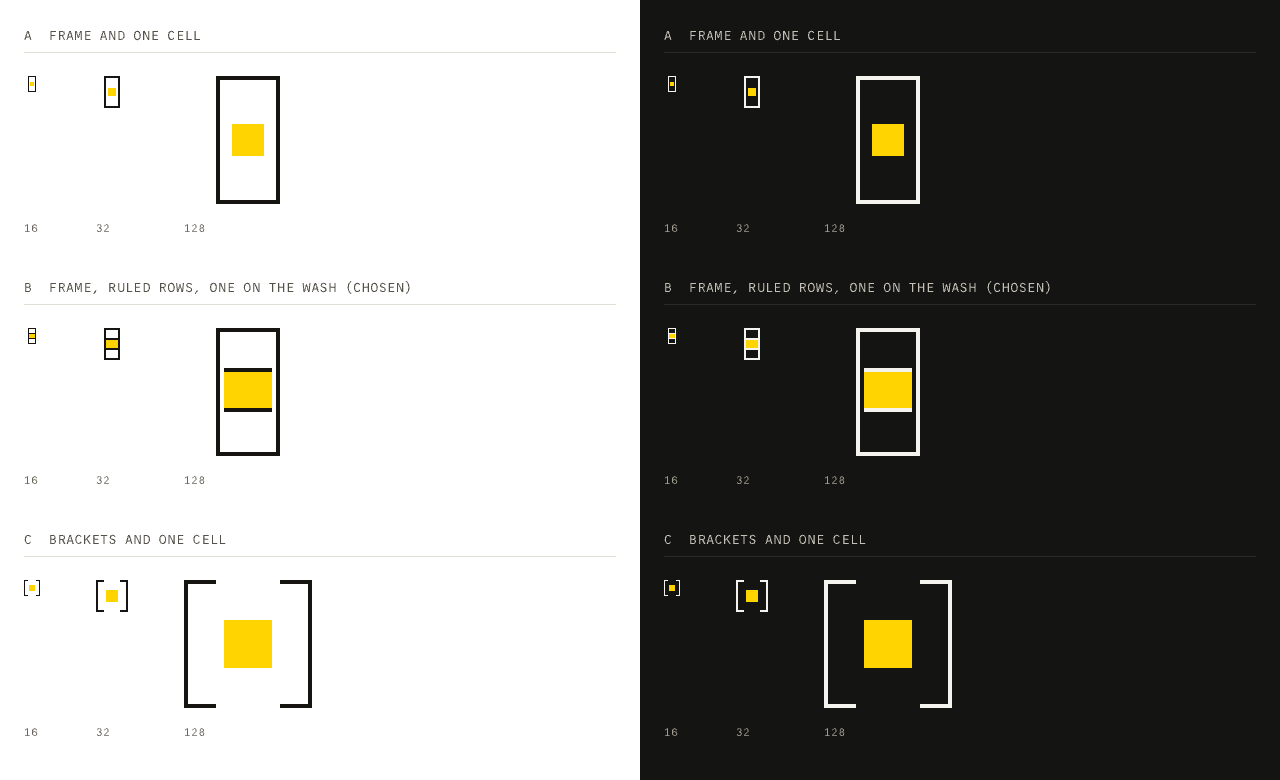 A FRAME AND ONE CELL
16 32 128
B FRAME, RULED ROWS, ONE ON THE WASH (CHOSEN)
16 32 128
C BRACKETS AND ONE CELL
16 32 128
A FRAME AND ONE CELL
16 32 128
B FRAME, RULED ROWS, ONE ON THE WASH (CHOSEN)
16 32 128
C BRACKETS AND ONE CELL
16 32 128